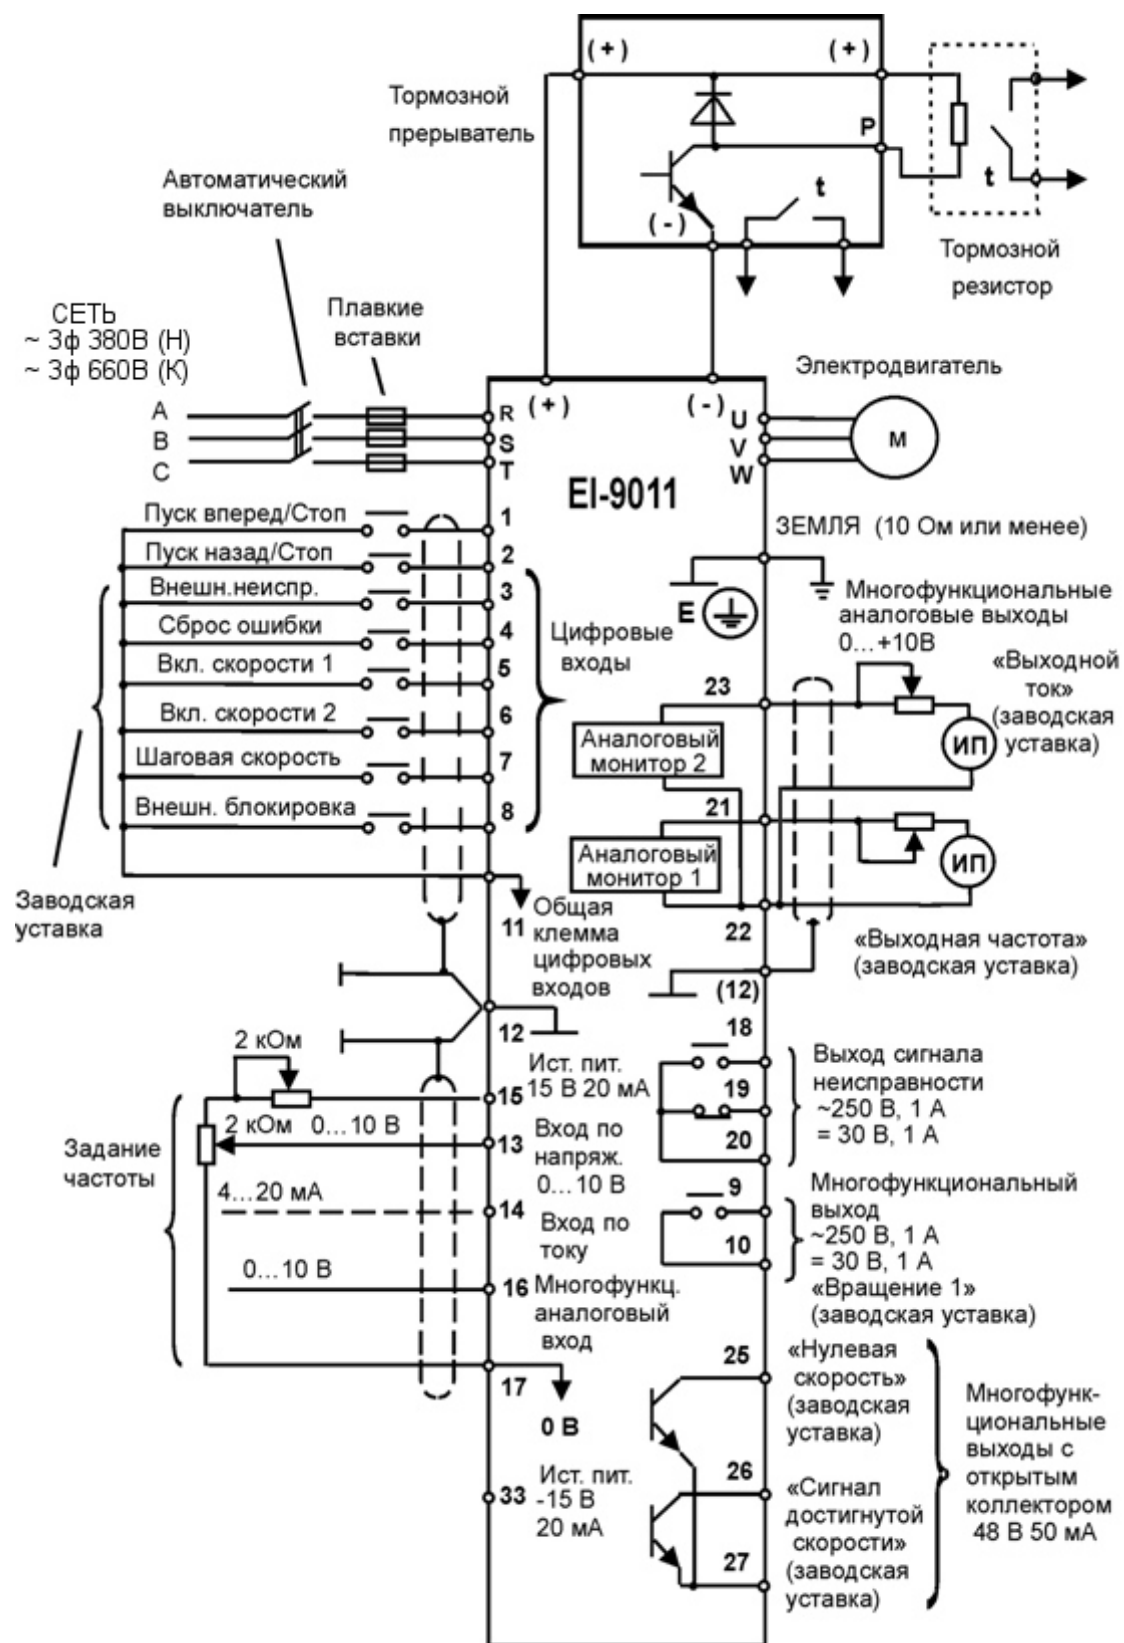 (+)
(+)
Тормозной
прерыватель
P
t
t
(-)
Тормозной
резистор
Автоматический
выключатель
СЕТЬ
~ 3ф 380В (Н)
~ 3ф 660В (К)
Плавкие
вставки
Электродвигатель
(+)
(-)
A
B
C
R
S
T
U
V
W
М
EI-9011
Пуск вперед/Стоп
1
Пуск назад/Стоп
2
Внешн.неиспр.
3
Сброс ошибки
4
Вкл. скорости 1
5
Вкл. скорости 2
6
Шаговая скорость
7
Внешн. блокировка
8
Цифровые
входы
Заводская
уставка
11
Общая
клемма
цифровых
входов
ЗЕМЛЯ (10 Ом или менее)
E
Многофункциональные
аналоговые выходы
0...+10В
«Выходной
ток»
(заводская
уставка)
23
Аналоговый
монитор 2
ИП
21
Аналоговый
монитор 1
ИП
22
«Выходная частота»
(заводская уставка)
(12)
12
2 кОм
15
Ист. пит.
15 В 20 мА
2 кОм
0...10 В
13
Вход по
напряж.
0...10 В
Задание
частоты
4...20 мА
14
Вход по
току
0...10 В
16
Многофункц.
аналоговый
вход
17
0 В
33
Ист. пит.
-15 В
20 мА
18
19
20
Выход сигнала
неисправности
~250 В, 1 А
= 30 В, 1 А
9
10
Многофункциональный
выход
~250 В, 1 А
= 30 В, 1 А
«Вращение 1»
(заводская уставка)
25
«Нулевая
скорость»
(заводская
уставка)
26
«Сигнал
достигнутой
скорости»
(заводская
уставка)
27
Многофунк-
циональные
выходы с
открытым
коллектором
48 В 50 мА